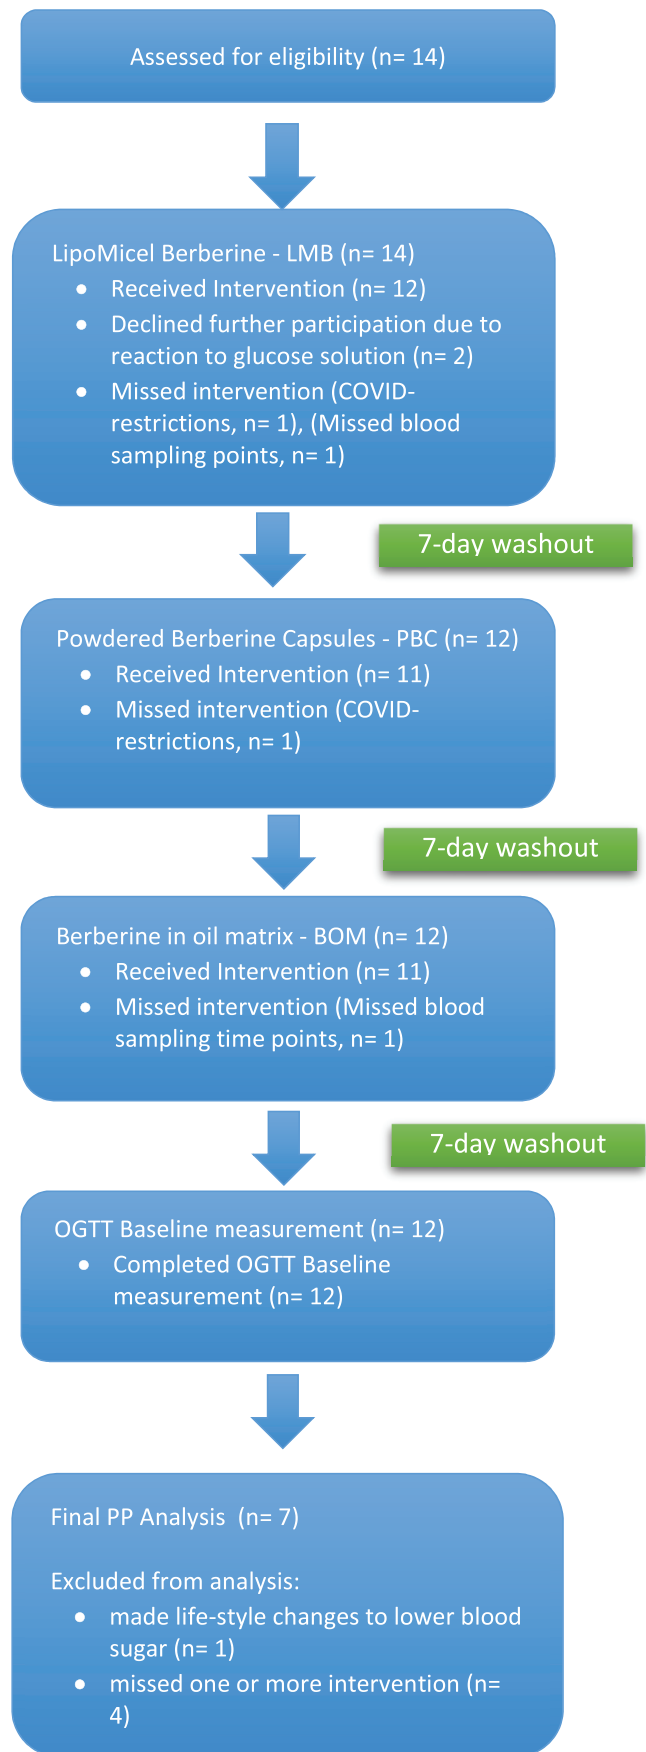 Assessed for eligibility (n= 14)
LipoMicel Berberine - LMB (n= 14)
• Received Intervention (n= 12)
• Declined further participation due to
reaction to glucose solution (n= 2)
• Missed intervention (COVID-
restrictions, n= 1), (Missed blood
sampling points, n= 1)
7-day washout
Powdered Berberine Capsules - PBC (n= 12)
• Received Intervention (n= 11)
• Missed intervention (COVID-
restrictions, n= 1)
7-day washout
Berberine in oil matrix - BOM (n= 12)
• Received Intervention (n= 11)
• Missed intervention (Missed blood
sampling time points, n= 1)
7-day washout
OGTT Baseline measurement (n= 12)
• Completed OGTT Baseline
measurement (n= 12)
Final PP Analysis (n= 7)
Excluded from analysis:
• made life-style changes to lower blood
sugar (n= 1)
• missed one or more intervention (n=
4)